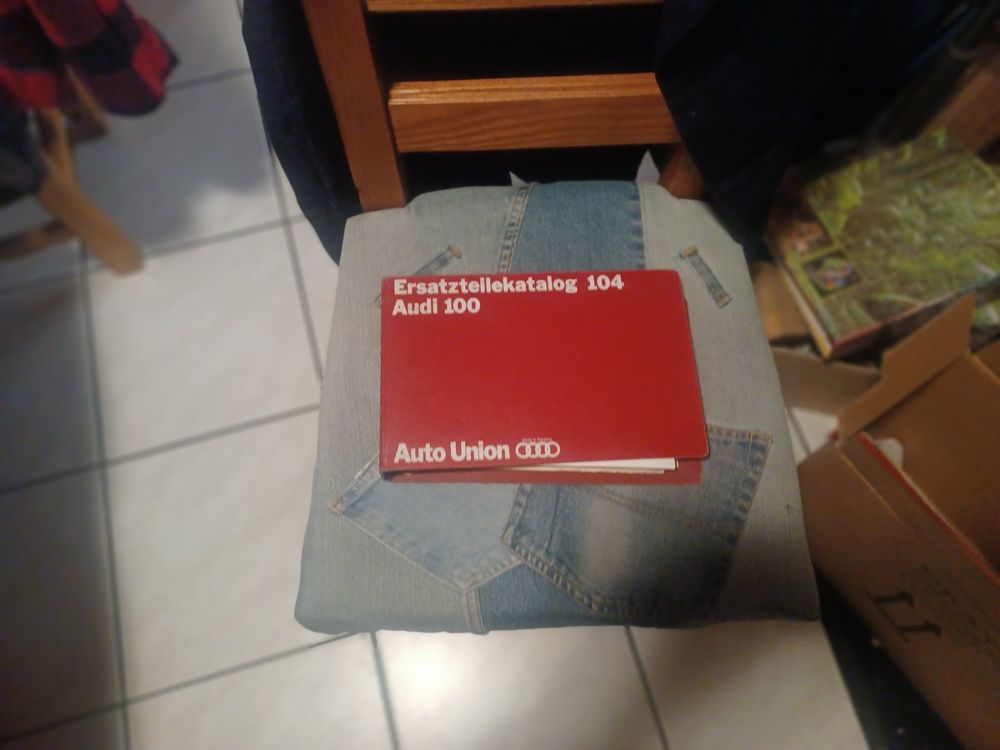 Ersatzteilekatalog 104
Audi 100
Auto Union